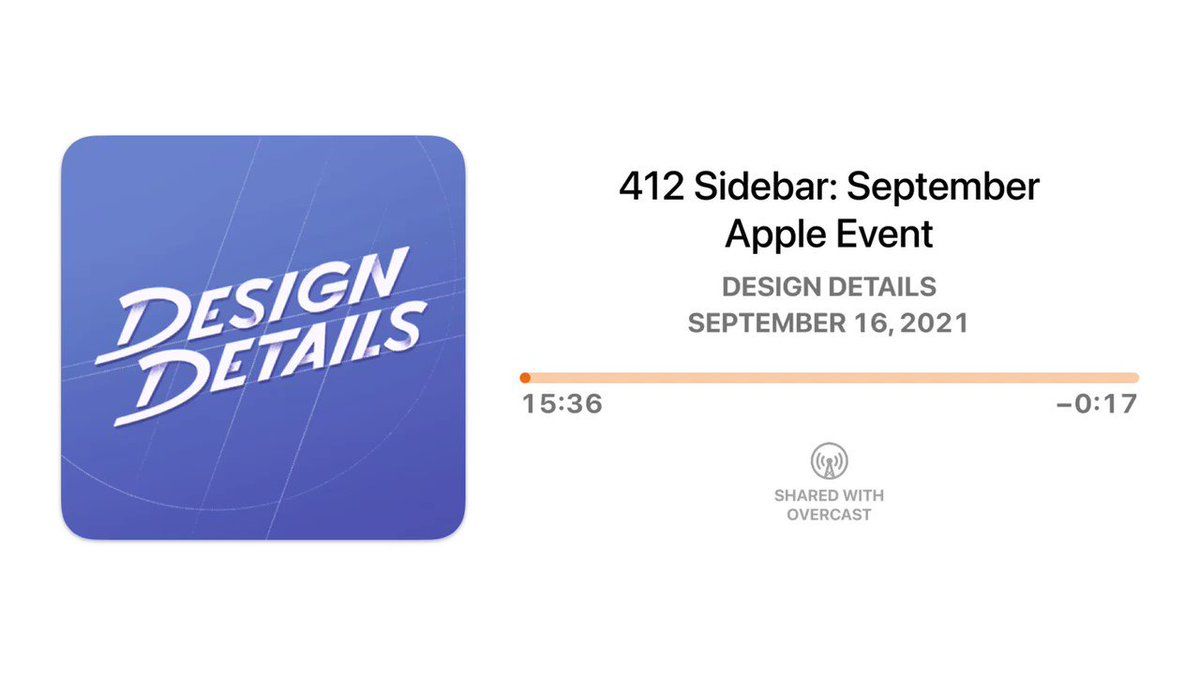 DESIGN
DETAILS
412 Sidebar: September
Apple Event
DESIGN DETAILS
SEPTEMBER 16, 2021
15:36
−0:17
SHARED WITH
OVERCAST